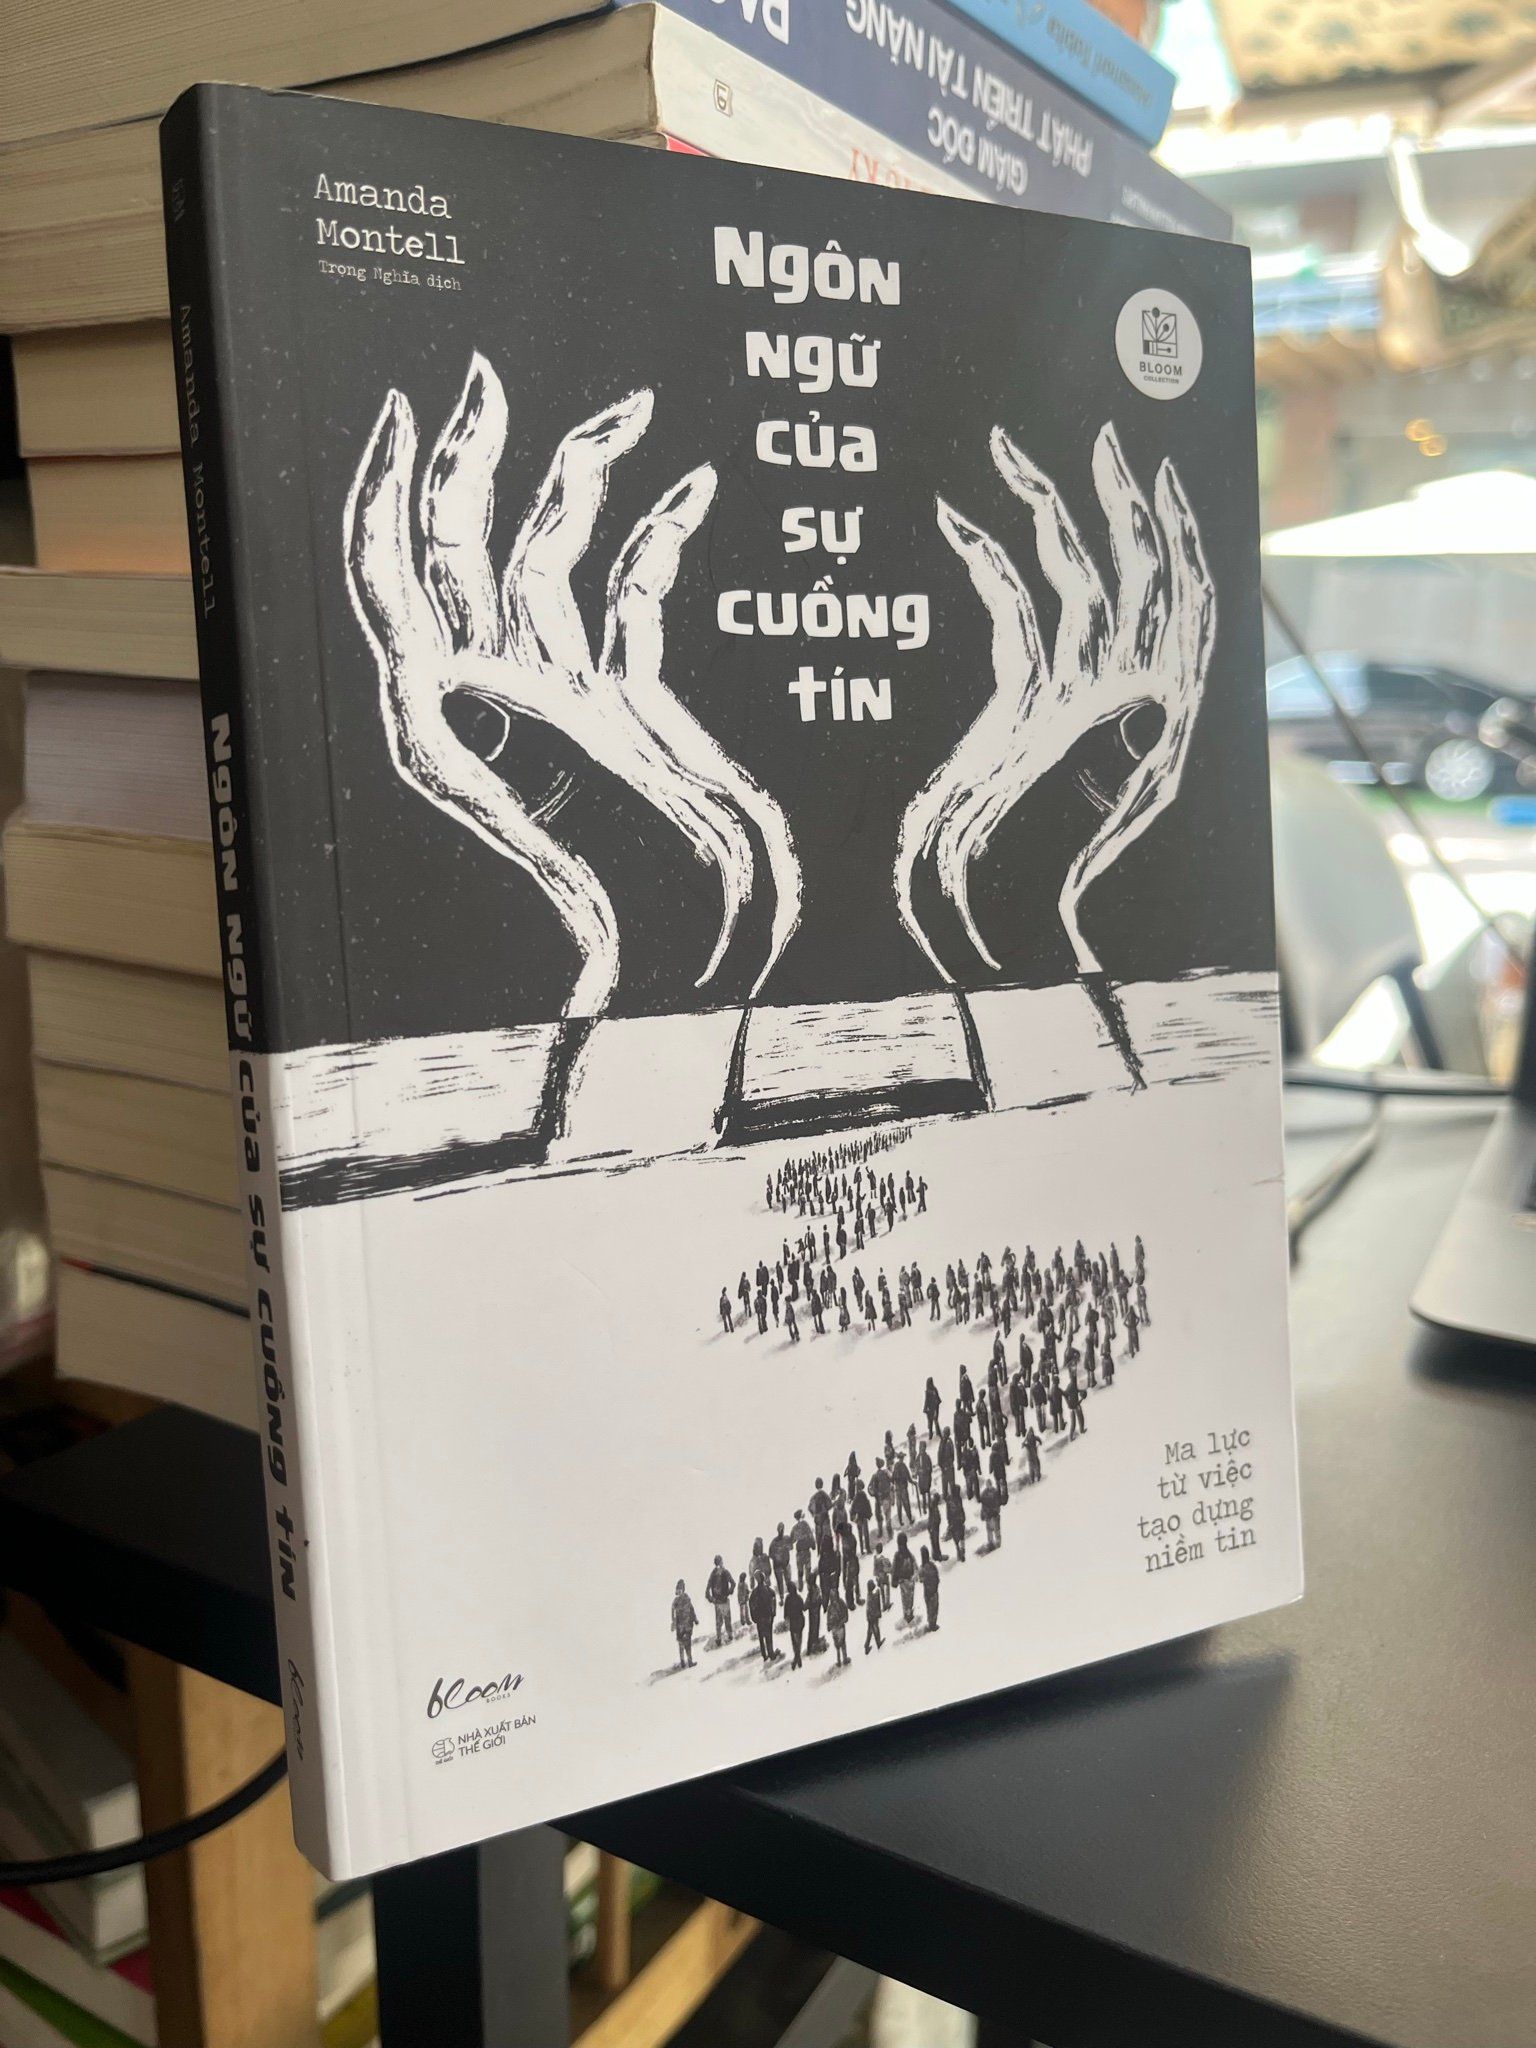 PHÁT TRIỂN TÀI NĂNG
GIÁM ĐỐC
Amanda
Montell
Trọng Nghĩa dịch
Ngôn
ngữ
của
sự
cuồng
tín
BLOOM
COLLECTION
Amanda Montell Ngôn ngữ của sự cuồng tín bloom
Ma lực
từ việc
tạo dựng
niềm tin
bloom
BOOKS
NHÀ XUẤT BẢN
THẾ GIỚI